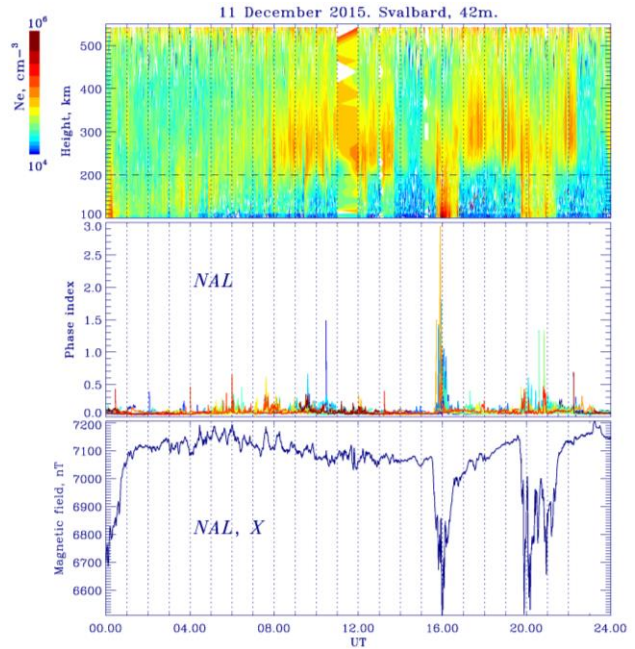 11 December 2015. Svalbard, 42m.
10⁶
Ne, cm⁻³
10⁴
Height, km
500
400
300
200
100
NAL
Phase index
3.0
2.5
2.0
1.5
1.0
0.5
0.0
NAL, X
Magnetic field, nT
7200
7100
7000
6900
6800
6700
6600
00.00 04.00 08.00 12.00 16.00 20.00 24.00
UT